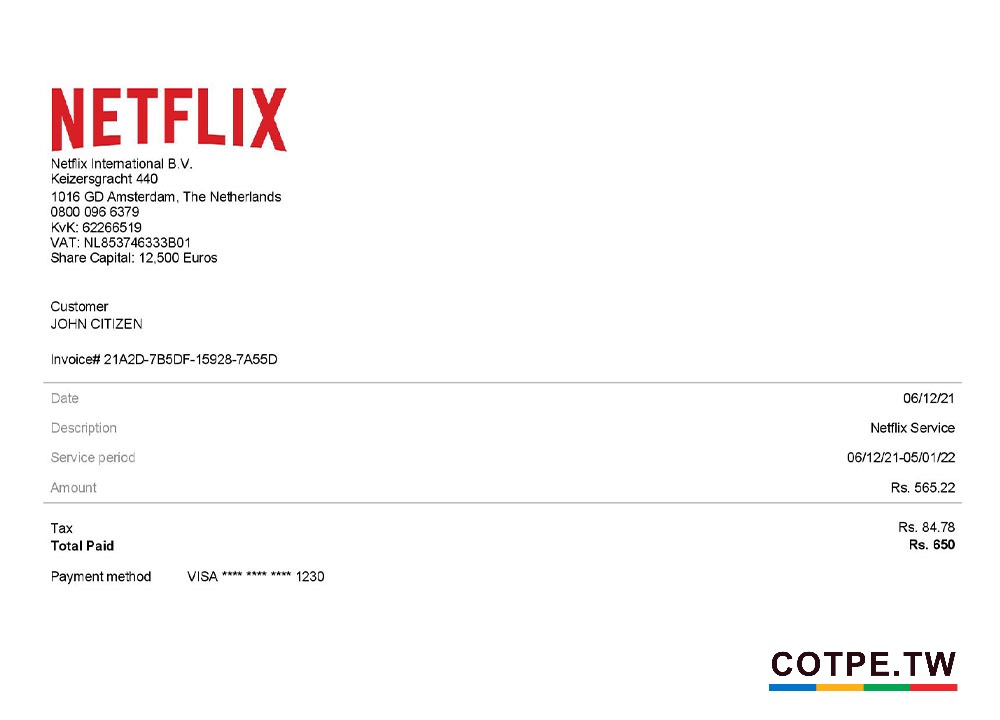 NETFLIX
Netflix International B.V.
Keizersgracht 440
1016 GD Amsterdam, The Netherlands
0800 096 6379
KvK: 62266519
VAT: NL853746333B01
Share Capital: 12,500 Euros
Customer
JOHN CITIZEN
Invoice# 21A2D-7B5DF-15928-7A55D
Date 06/12/21
Description Netflix Service
Service period 06/12/21-05/01/22
Amount Rs. 565.22
Tax Rs. 84.78
Total Paid Rs. 650
Payment method VISA **** **** **** 1230
COTPE.TW